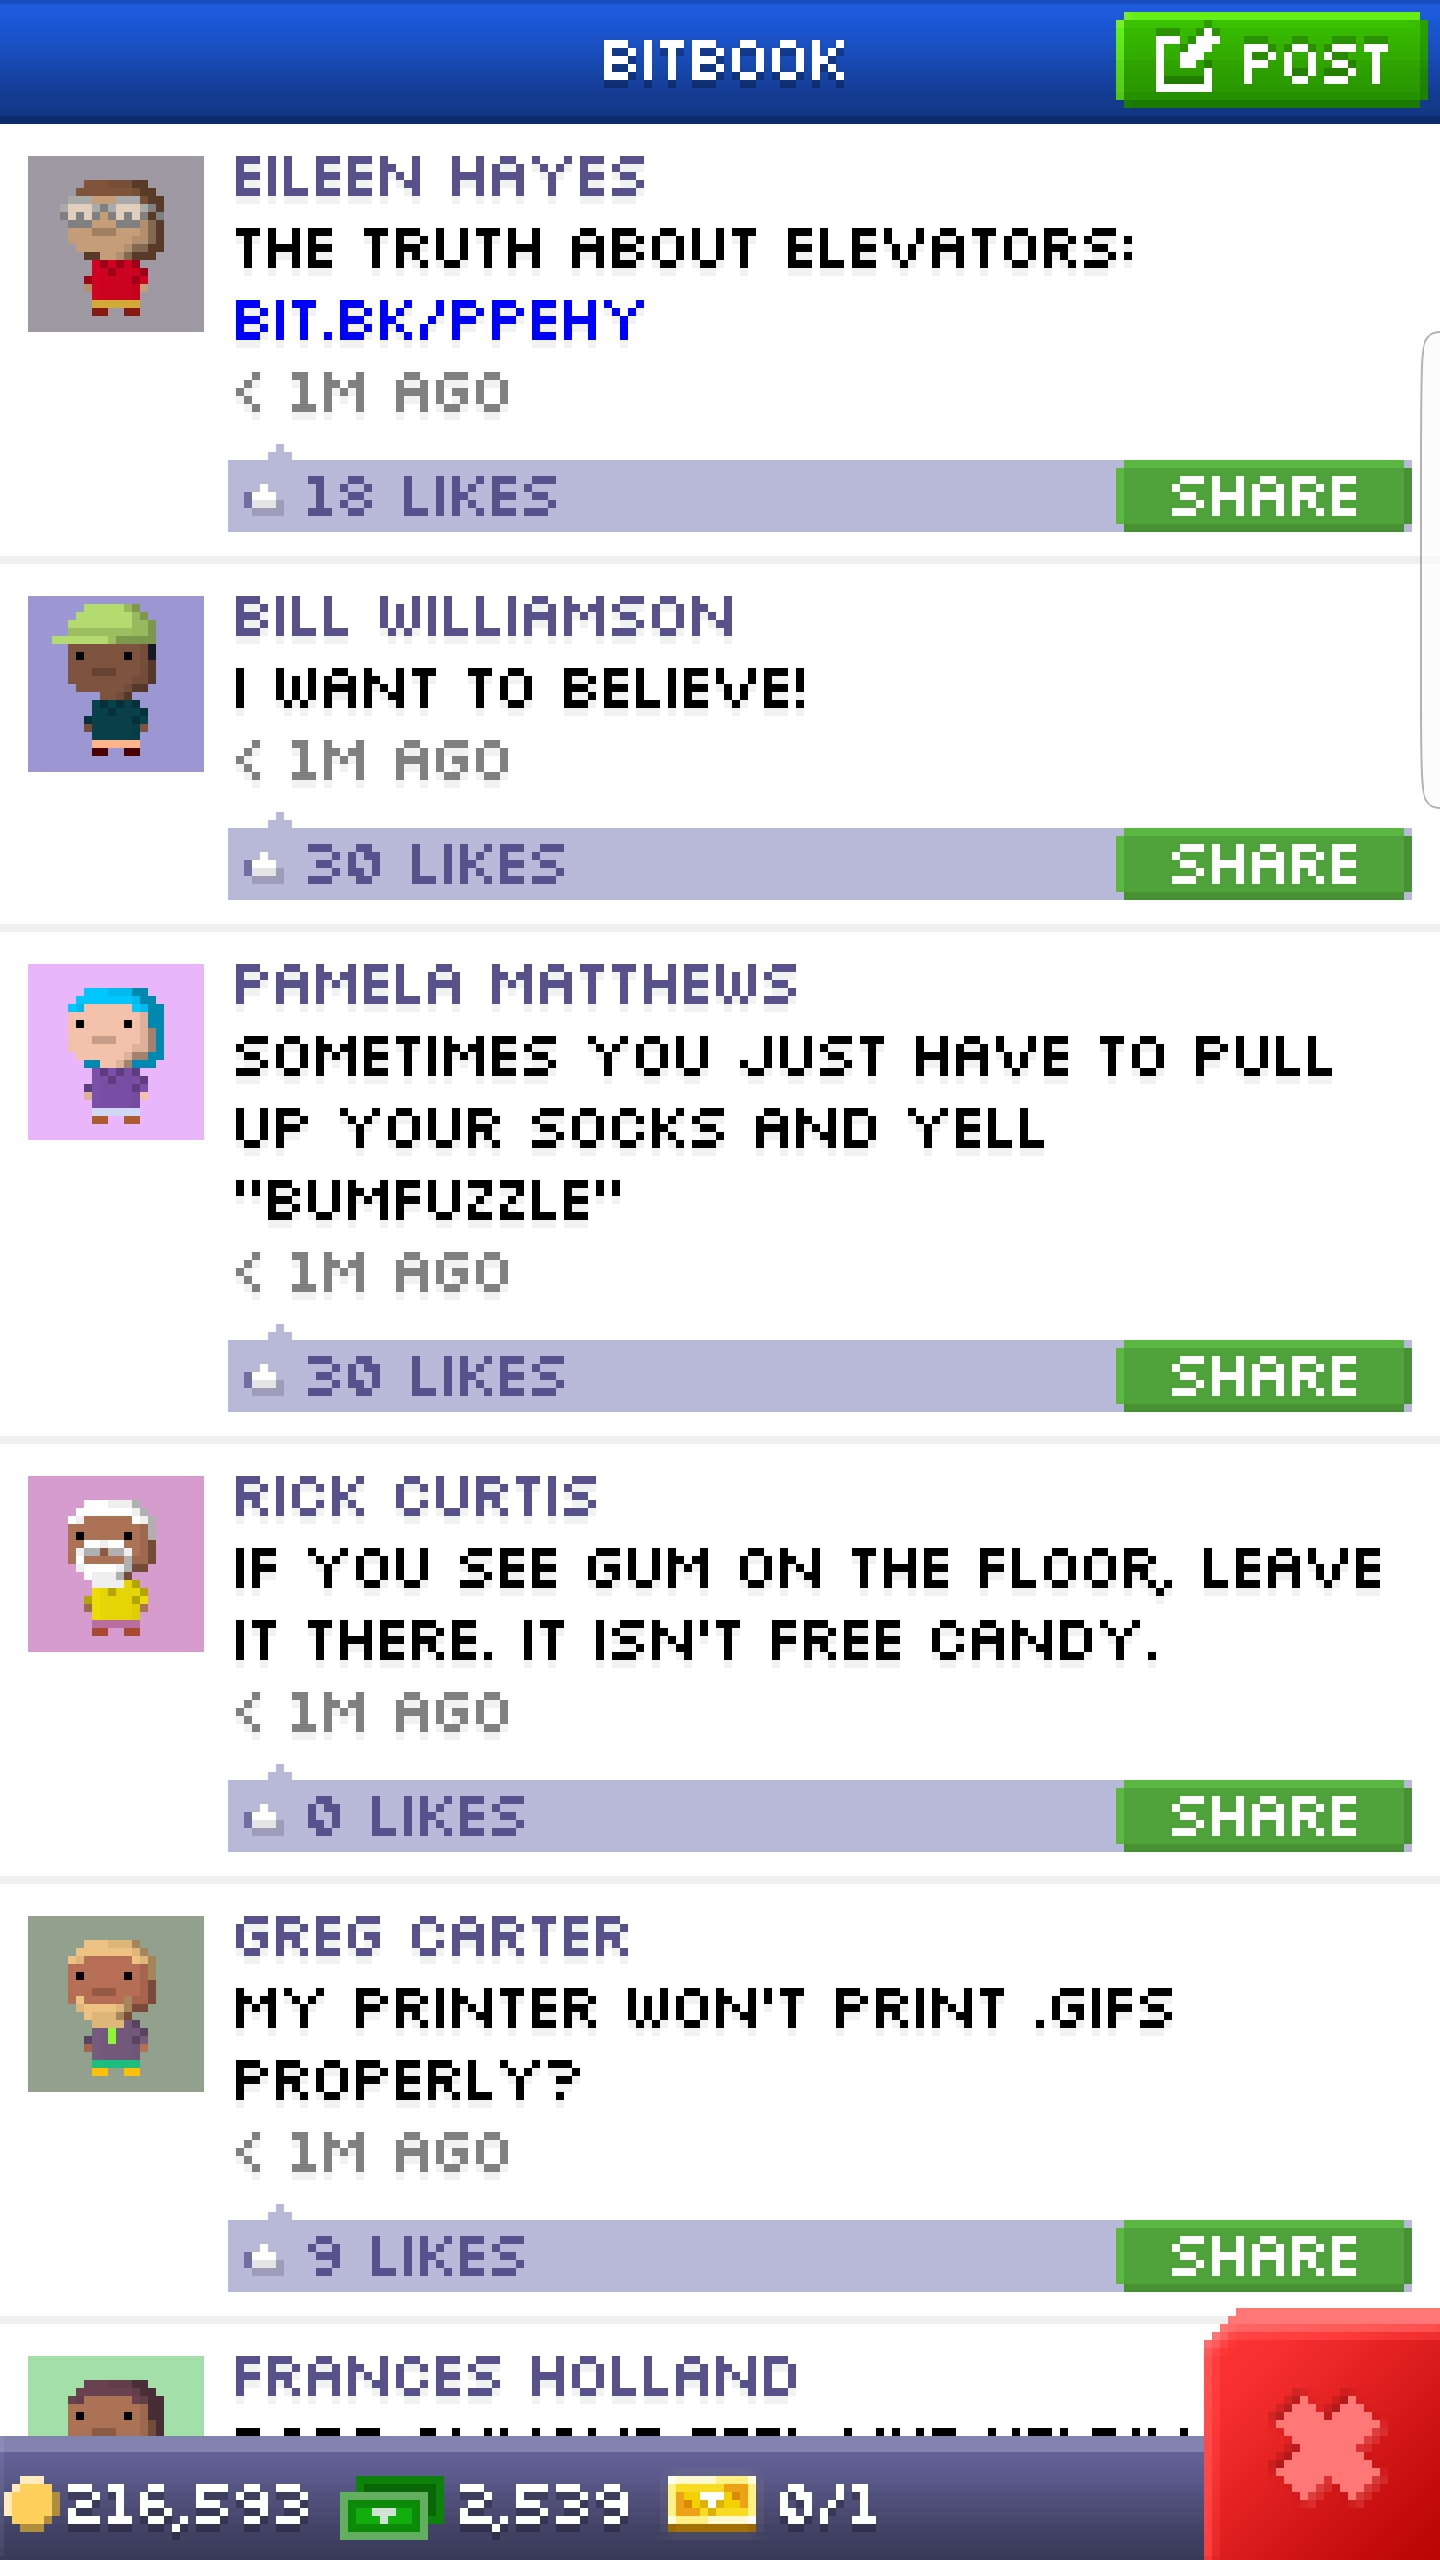 BITBOOK
POST
EILEEN HAYES
THE TRUTH ABOUT ELEVATORS:
BIT.BK/PPEHY
< 1M AGO
18 LIKES
SHARE
BILL WILLIAMSON
I WANT TO BELIEVE!
< 1M AGO
30 LIKES
SHARE
PAMELA MATTHEWS
SOMETIMES YOU JUST HAVE TO PULL
UP YOUR SOCKS AND YELL
"BUMFUZZLE"
< 1M AGO
30 LIKES
SHARE
RICK CURTIS
IF YOU SEE GUM ON THE FLOOR, LEAVE
IT THERE. IT ISN'T FREE CANDY.
< 1M AGO
0 LIKES
SHARE
GREG CARTER
MY PRINTER WON'T PRINT .GIFS
PROPERLY?
< 1M AGO
9 LIKES
SHARE
FRANCES HOLLAND
216,593 2,539 0/1